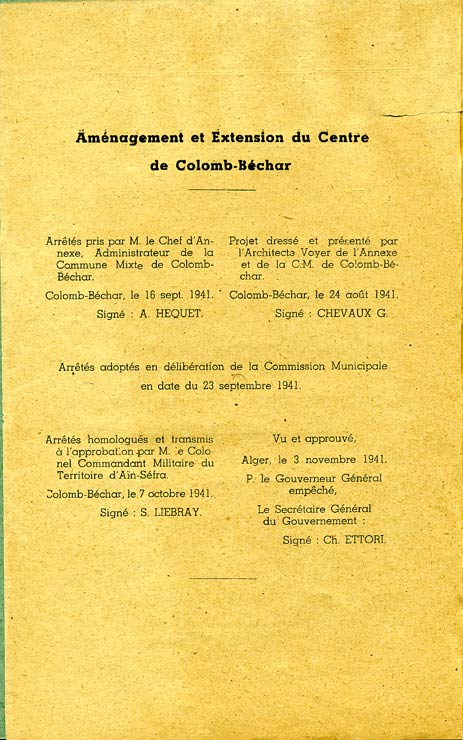 Aménagement et Extension du Centre
de Colomb-Béchar
Arrêtés pris par M. le Chef d'An-
nexe, Administrateur de la
Commune Mixte de Colomb-
Béchar.
Colomb-Béchar, le 16 sept. 1941.
Signé : A. HEQUET.
Projet dressé et présenté par
l'Architecte Voyer de l'Annexe
et de la C.M. de Colomb-Bé-
char.
Colomb-Béchar, le 24 août 1941.
Signé : CHEVAUX G.
Arrêtés adoptés en délibération de la Commission Municipale
en date du 23 septembre 1941.
Arrêtés homologués et transmis
à l'approbation par M. le Colo-
nel Commandant Militaire du
Territoire d'Aïn-Séfra.
Colomb-Béchar, le 7 octobre 1941.
Signé : S. LIEBRAY.
Vu et approuvé,
Alger, le 3 novembre 1941.
P. le Gouverneur Général
empêché,
Le Secrétaire Général
du Gouvernement :
Signé : Ch. ETTORI.